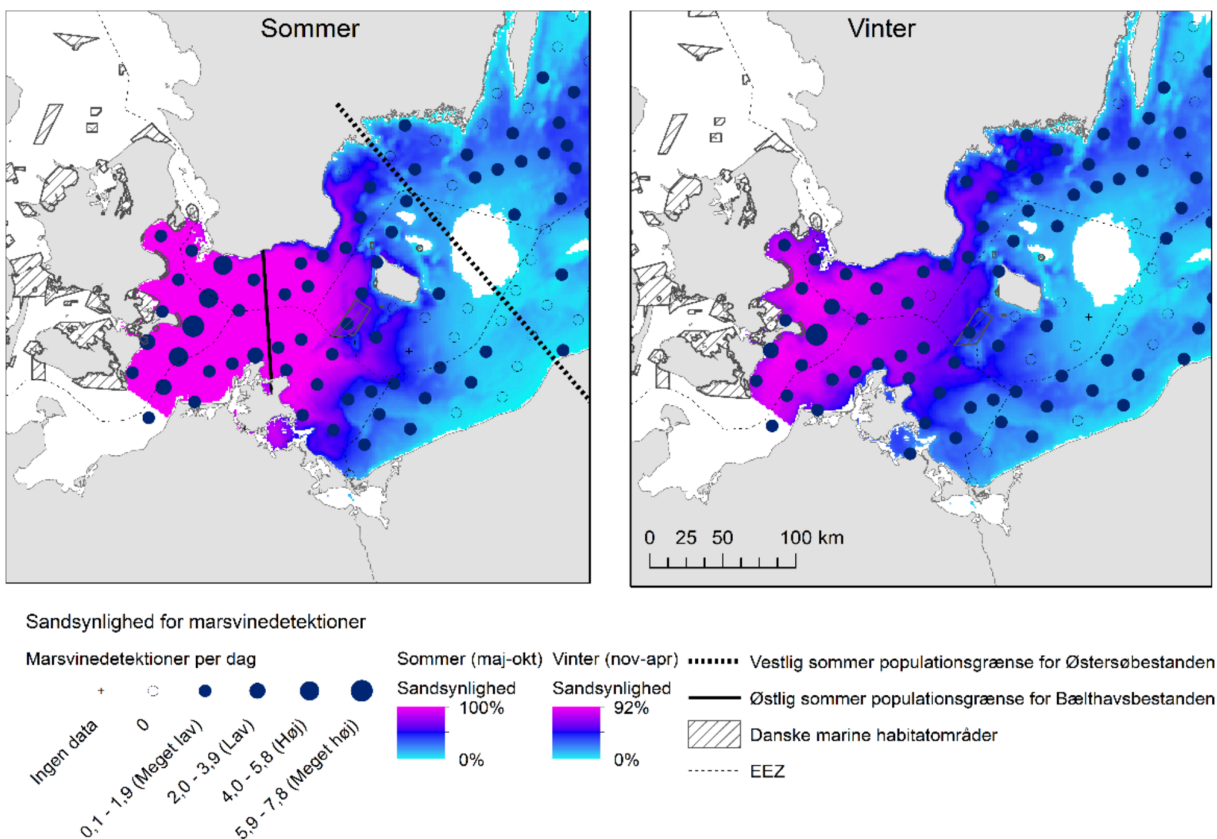 Sommer
Vinter
0 25 50 100 km
Sandsynlighed for marsvinedetektioner
Marsvinedetektioner per dag
Ingen data
0
0,1 - 1,9 (Meget lav)
2,0 - 3,9 (Lav)
4,0 - 5,8 (Høj)
5,9 - 7,8 (Meget højj)
Sommer (maj-okt)
Sandsynlighed
100%
0%
Vinter (nov-apr)
Sandsynlighed
92%
0%
Vestlig sommer populationsgrænse for Østersøbestanden
Østlig sommer populationsgrænse for Bælthavsbestanden
Danske marine habitatområder
EEZ